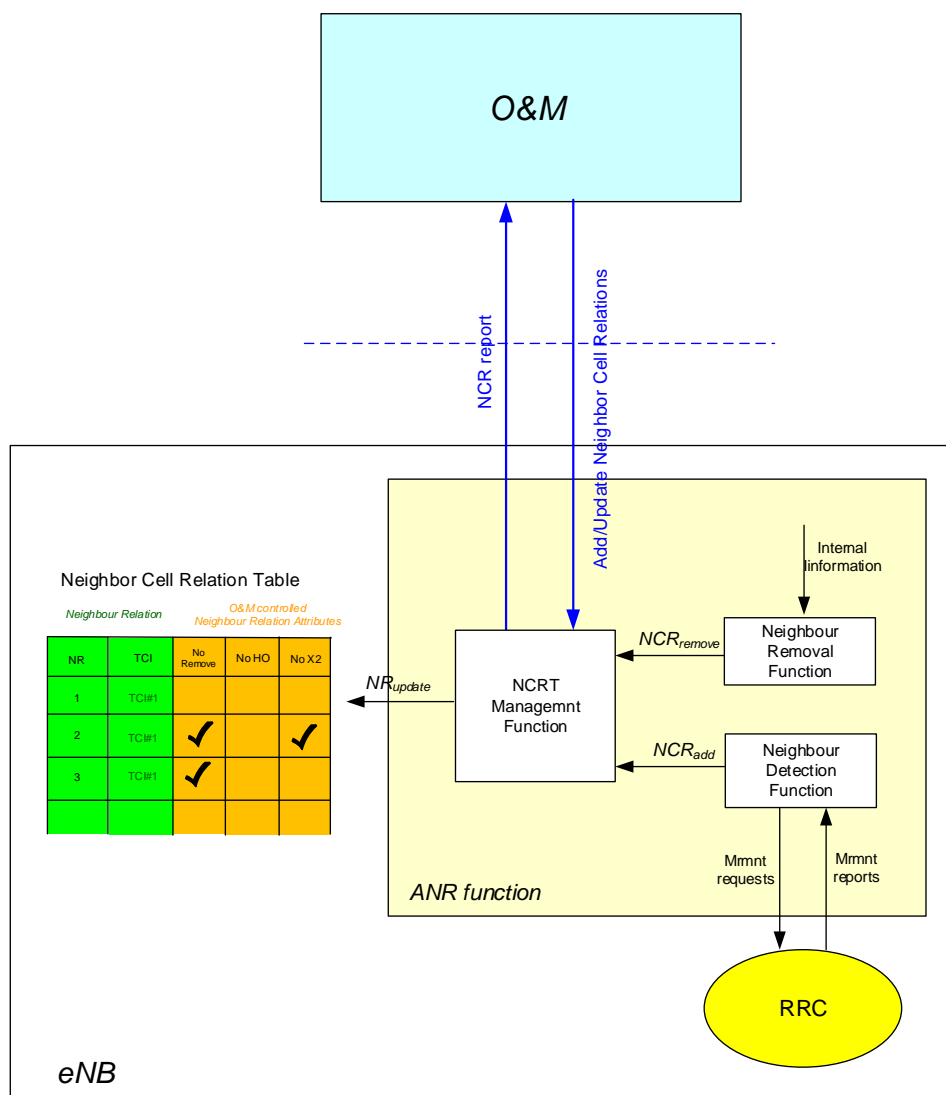 O&M
NCR report
Add/Update Neighbor Cell Relations
Neighbor Cell Relation Table
Neighbour Relation
O&M controlled
Neighbour Relation Attributes
NR
TCI
No
Remove
No HO
No X2
1
TCI#1
2
TCI#1
3
TCI#1
NRupdate
NCRT
Managemnt
Function
Internal
Iinformation
NCRremove
Neighbour
Removal
Function
NCRadd
Neighbour
Detection
Function
Mrmnt
requests
Mrmnt
reports
ANR function
RRC
eNB